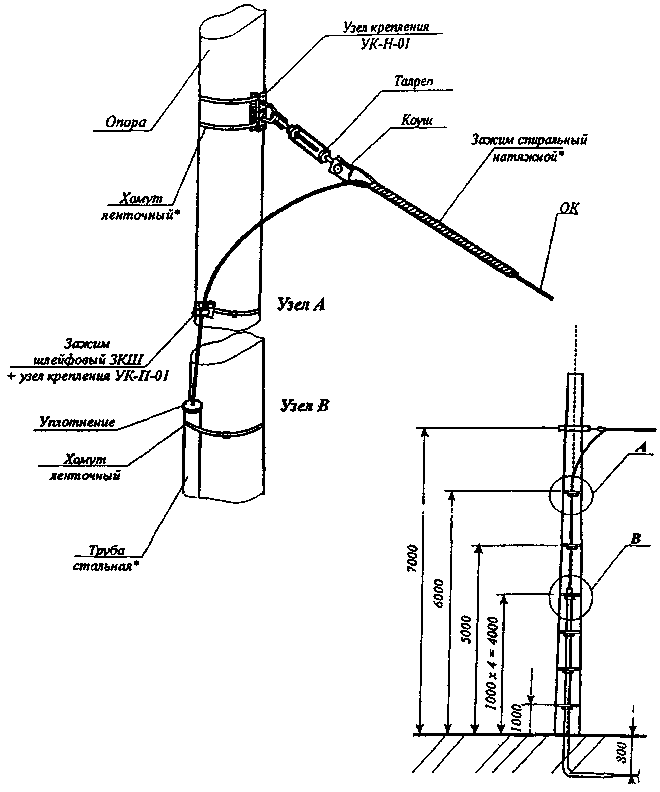 Узел крепления
УК-Н-01
Талреп
Коуш
Опора
Зажим спиральный
натяжной*
Хомут
ленточный*
ОК
Узел А
Зажим
шлейфовый ЗКШ
+ узел крепления УК-П-01
Узел В
Уплотнение
Хомут
ленточный
Труба
стальная*
А
В
7000
6000
5000
1000 х 4 = 4000
1000
300